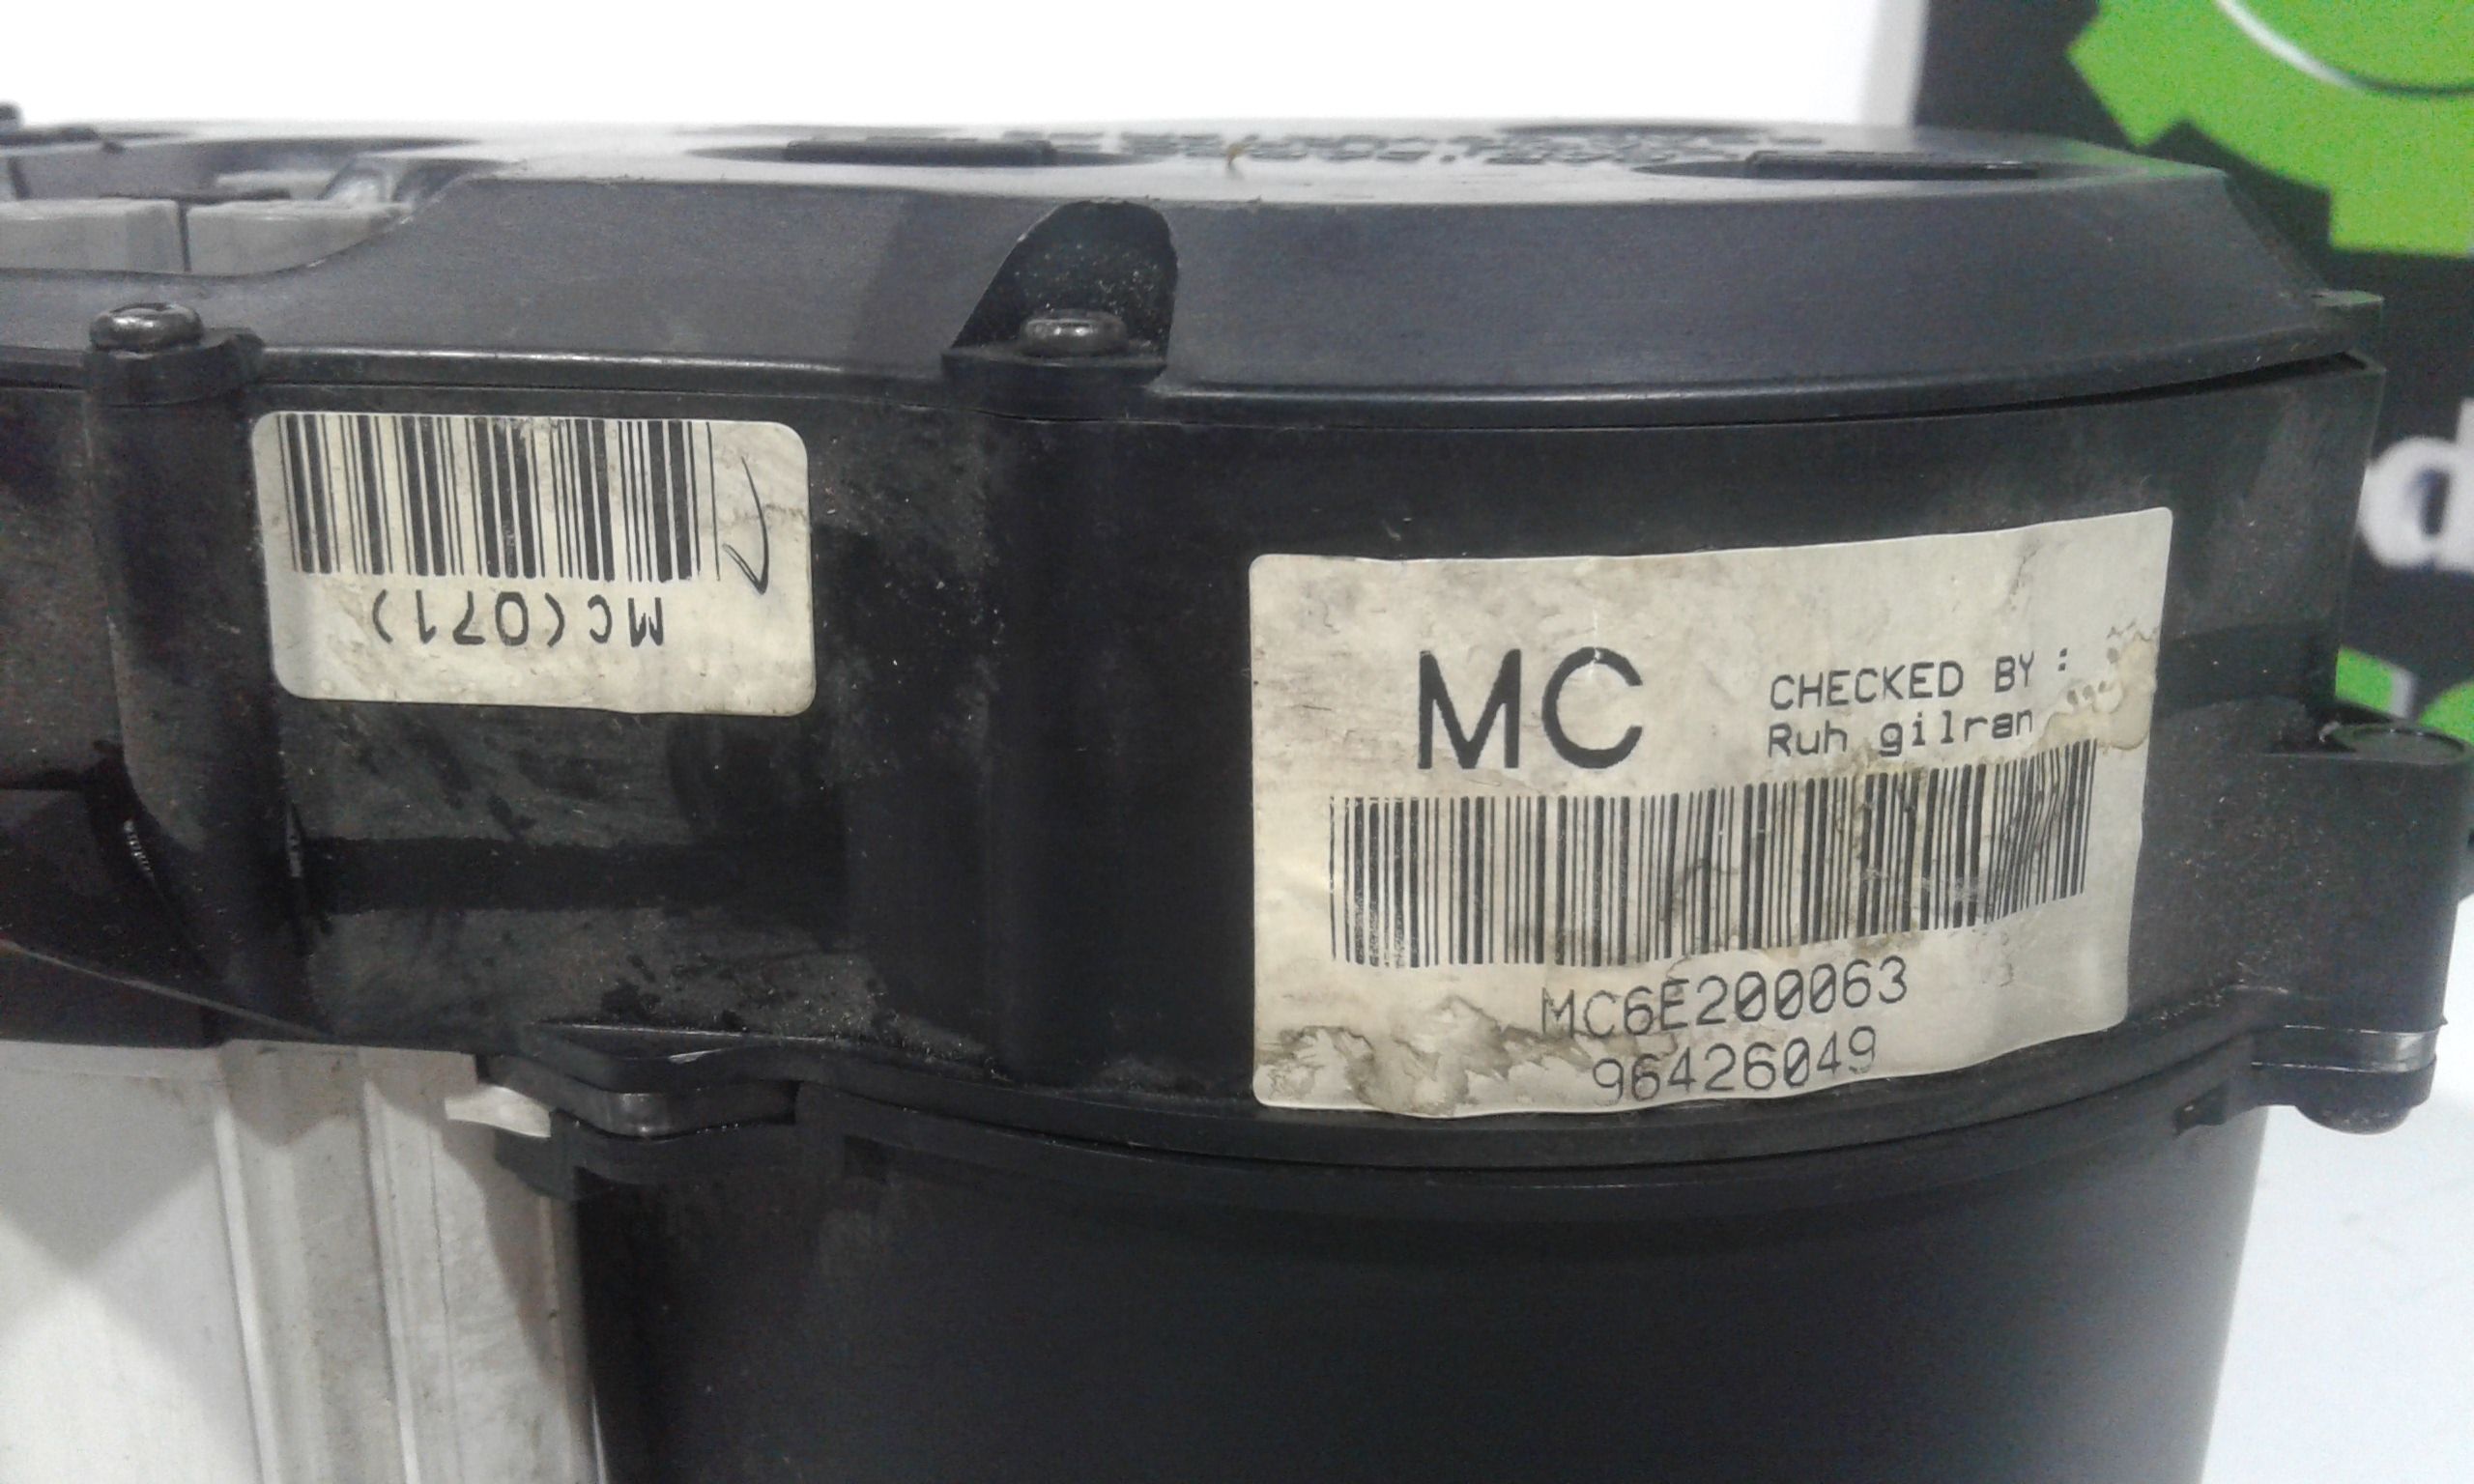 MC(071)
MC
CHECKED BY :
Ruh gilran
MC6E200063
96426049
d